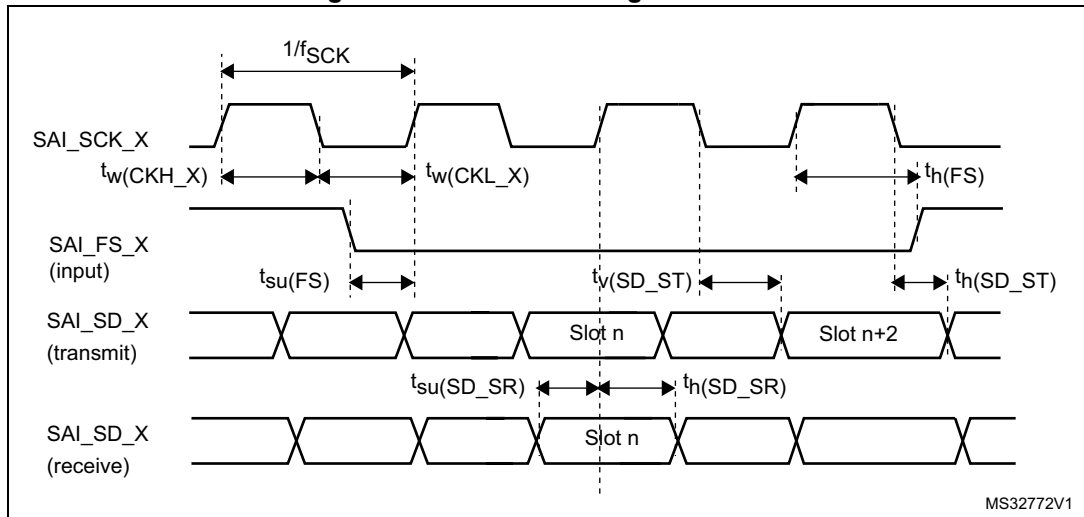 1/fSCK
SAI_SCK_X
tw(CKH_X)
tw(CKL_X)
th(FS)
SAI_FS_X
(input)
tsu(FS)
tv(SD_ST)
th(SD_ST)
SAI_SD_X
(transmit)
Slot n
Slot n+2
tsu(SD_SR)
th(SD_SR)
SAI_SD_X
(receive)
Slot n
MS32772V1